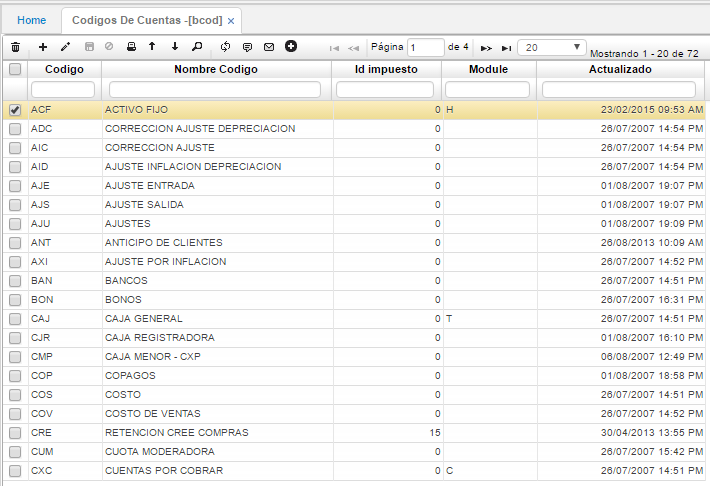 Home Codigos De Cuentas -[bcod] ×
Página 1 de 4 20 Mostrando 1 - 20 de 72
Codigo Nombre Codigo Id impuesto Module Actualizado
ACF ACTIVO FIJO 0 H 23/02/2015 09:53 AM
ADC CORRECCION AJUSTE DEPRECIACION 0 26/07/2007 14:54 PM
AIC CORRECCION AJUSTE 0 26/07/2007 14:54 PM
AID AJUSTE INFLACION DEPRECIACION 0 26/07/2007 14:54 PM
AJE AJUSTE ENTRADA 0 01/08/2007 19:07 PM
AJS AJUSTE SALIDA 0 01/08/2007 19:07 PM
AJU AJUSTES 0 01/08/2007 19:09 PM
ANT ANTICIPO DE CLIENTES 0 26/08/2013 10:09 AM
AXI AJUSTE POR INFLACION 0 26/07/2007 14:52 PM
BAN BANCOS 0 26/07/2007 14:51 PM
BON BONOS 0 26/07/2007 16:31 PM
CAJ CAJA GENERAL 0 T 26/07/2007 14:51 PM
CJR CAJA REGISTRADORA 0 01/08/2007 16:10 PM
CMP CAJA MENOR - CXP 0 06/08/2007 12:49 PM
COP COPAGOS 0 01/08/2007 18:58 PM
COS COSTO 0 26/07/2007 14:51 PM
COV COSTO DE VENTAS 0 26/07/2007 14:52 PM
CRE RETENCION CREE COMPRAS 15 30/04/2013 13:55 PM
CUM CUOTA MODERADORA 0 26/07/2007 15:42 PM
CXC CUENTAS POR COBRAR 0 C 26/07/2007 14:51 PM